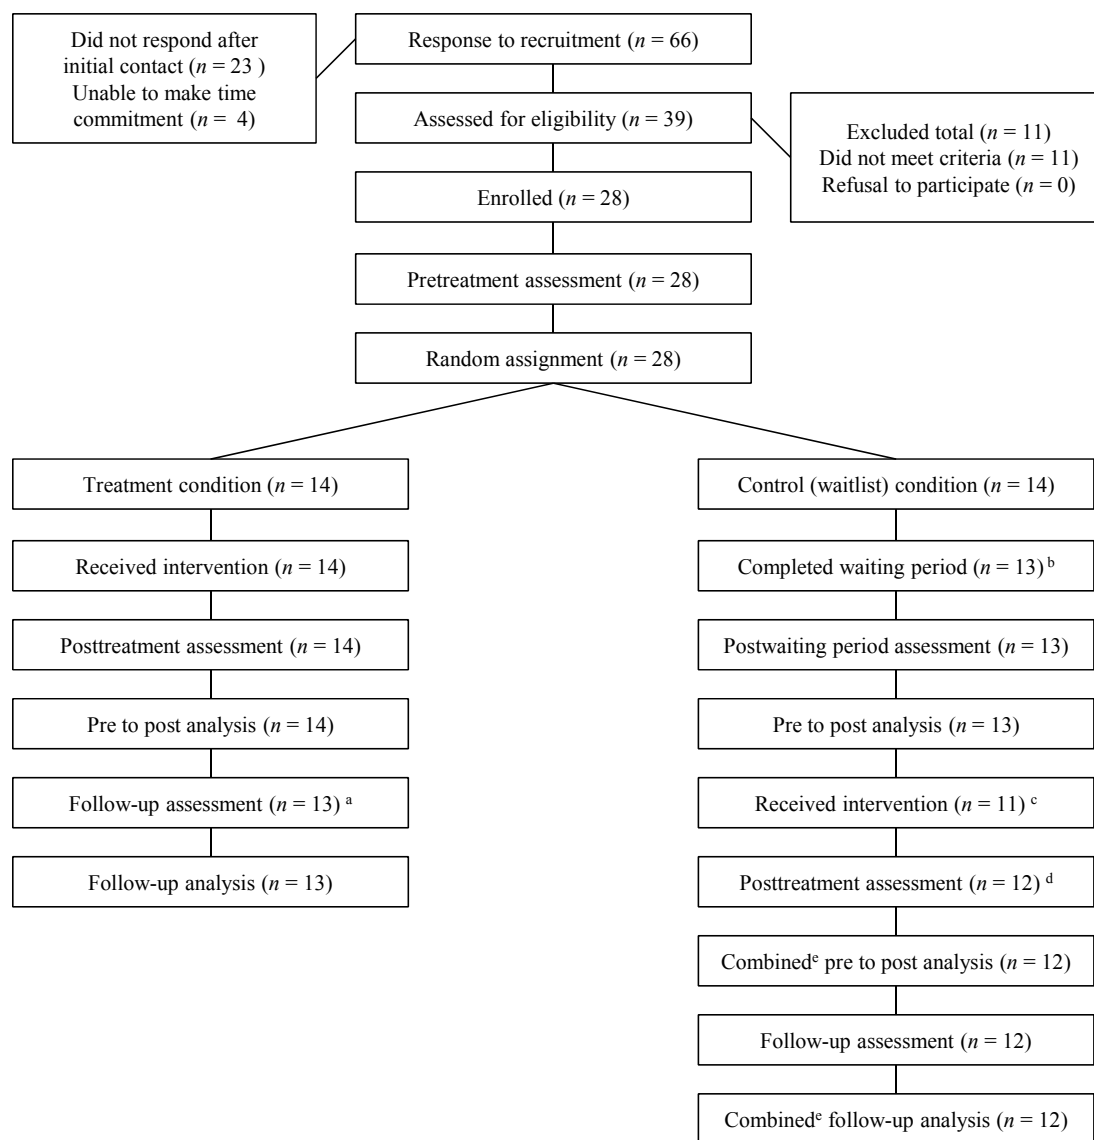 Did not respond after
initial contact (n = 23 )
Unable to make time
commitment (n = 4)
Response to recruitment (n = 66)
Assessed for eligibility (n = 39)
Excluded total (n = 11)
Did not meet criteria (n = 11)
Refusal to participate (n = 0)
Enrolled (n = 28)
Pretreatment assessment (n = 28)
Random assignment (n = 28)
Treatment condition (n = 14)
Received intervention (n = 14)
Posttreatment assessment (n = 14)
Pre to post analysis (n = 14)
Follow-up assessment (n = 13) a
Follow-up analysis (n = 13)
Control (waitlist) condition (n = 14)
Completed waiting period (n = 13) b
Postwaiting period assessment (n = 13)
Pre to post analysis (n = 13)
Received intervention (n = 11) c
Posttreatment assessment (n = 12) d
Combinede pre to post analysis (n = 12)
Follow-up assessment (n = 12)
Combinede follow-up analysis (n = 12)